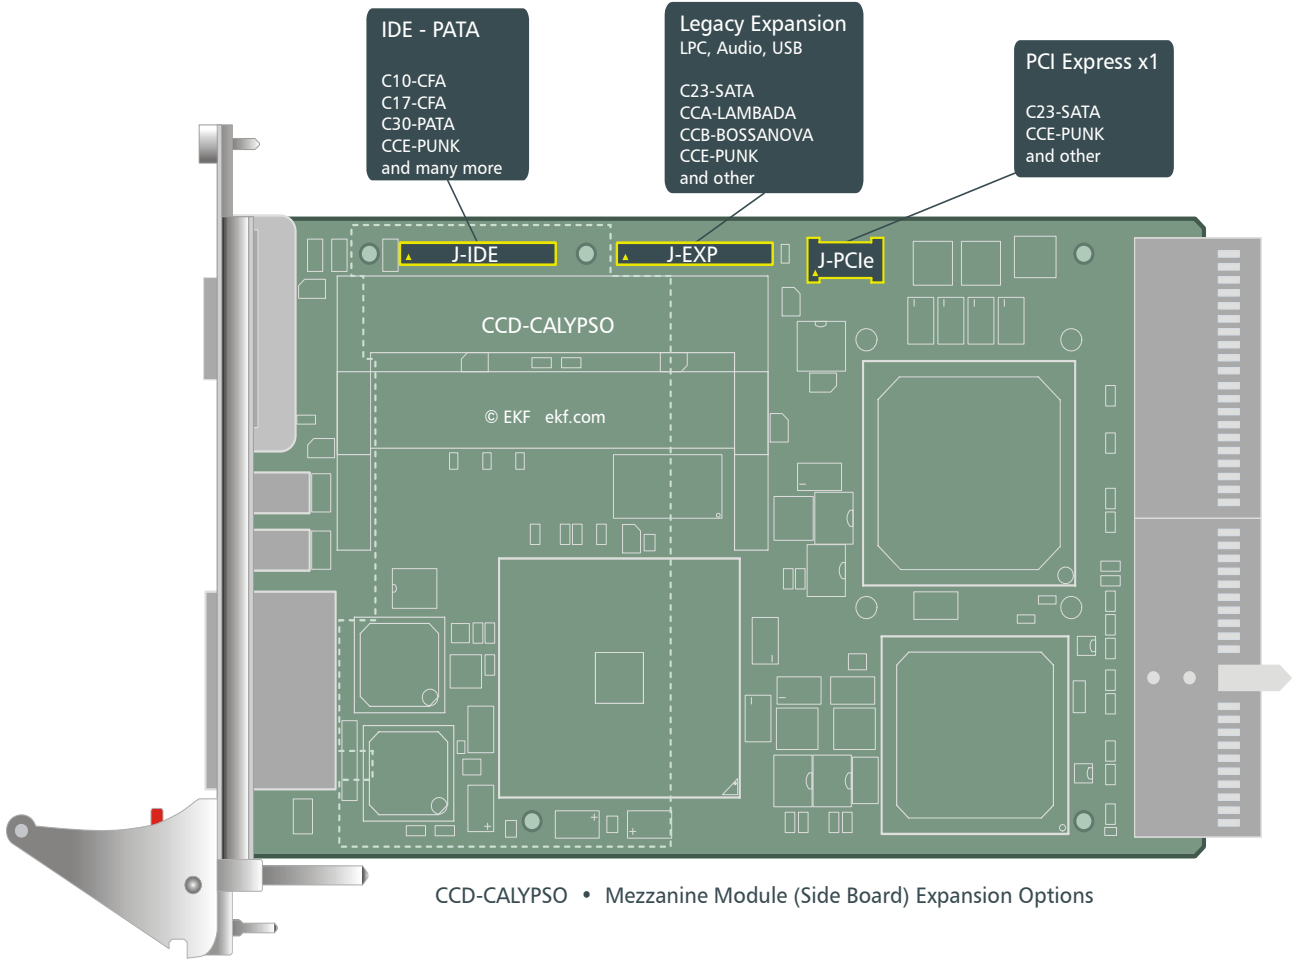 IDE - PATA
C10-CFA
C17-CFA
C30-PATA
CCE-PUNK
and many more
Legacy Expansion
LPC, Audio, USB
C23-SATA
CCA-LAMBADA
CCB-BOSSANOVA
CCE-PUNK
and other
PCI Express x1
C23-SATA
CCE-PUNK
and other
J-IDE
J-EXP
J-PCIe
CCD-CALYPSO
© EKF ekf.com
CCD-CALYPSO • Mezzanine Module (Side Board) Expansion Options